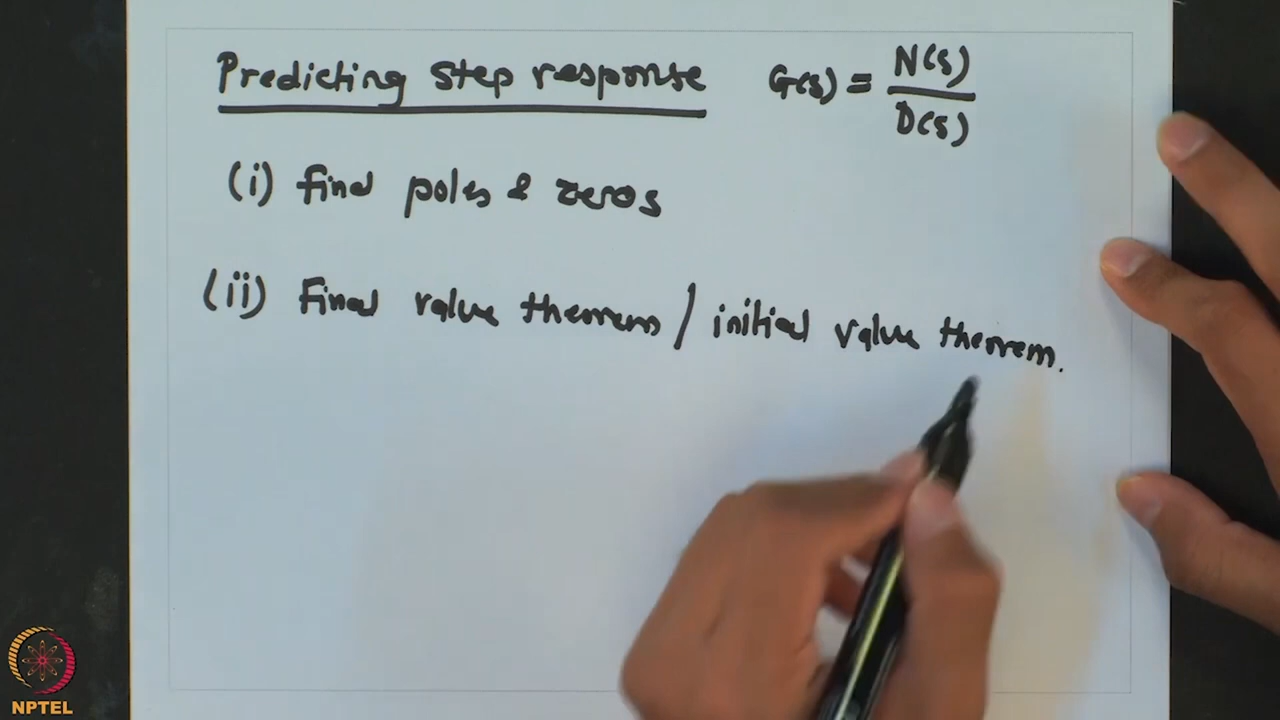 Predicting step response G(s) = N(s) / D(s)
(i) find poles & zeros
(ii) Final value theorem / initial value theorem.
NPTEL